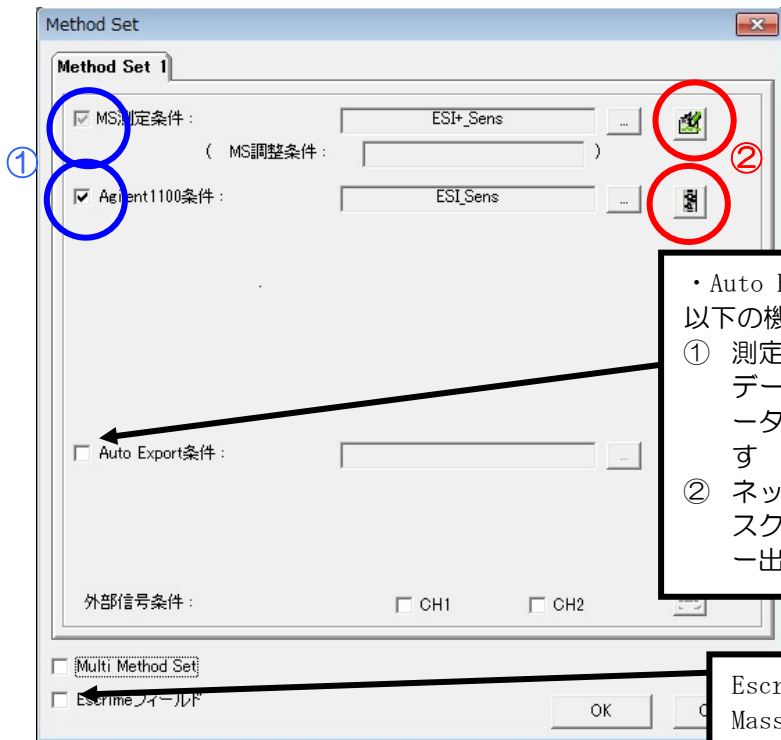 Method Set
Method Set 1
MS測定条件：
ESI+_Sens
...
①
( MS調整条件：
)
②
Agilent1100条件：
ESI_Sens
...
・Auto
以下の機
① 測定
デー
ータ
す
② ネッ
スク
ー出
Auto Export条件：
...
外部信号条件：
CH1
CH2
Multi Method Set
Escrimeフィールド
OK
Escr
Mass